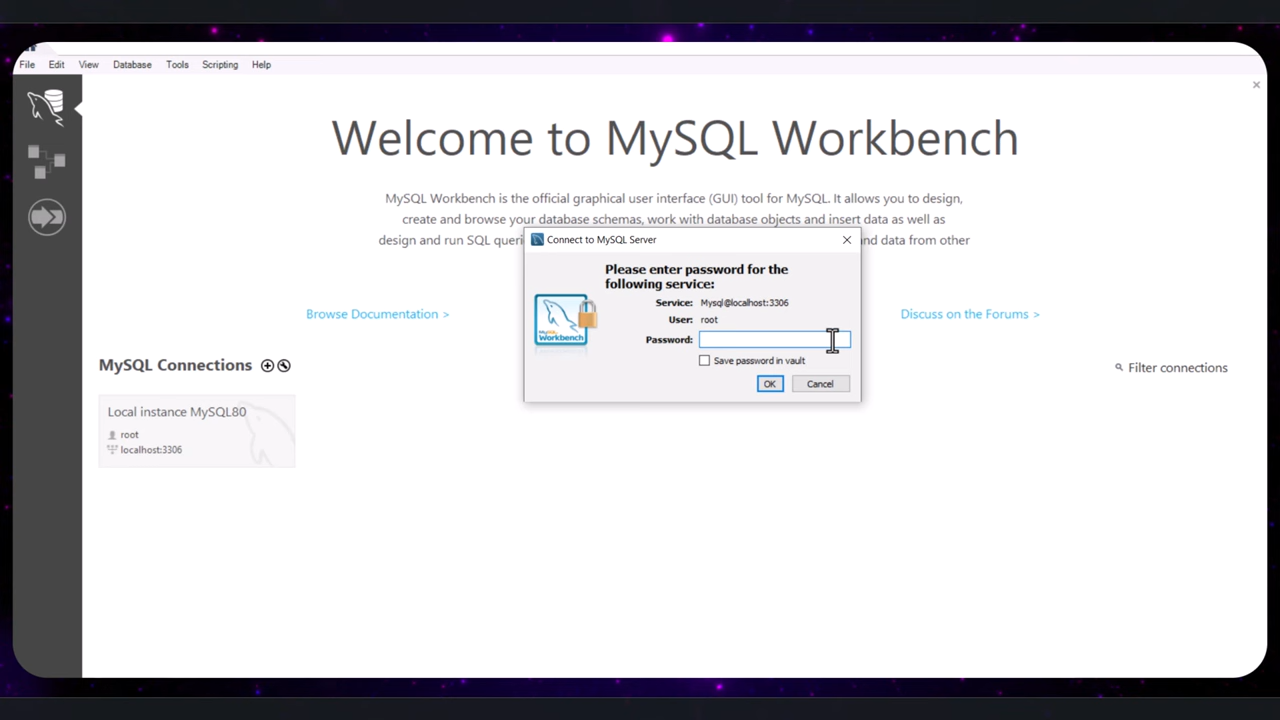 File Edit View Database Tools Scripting Help
Welcome to MySQL Workbench
MySQL Workbench is the official graphical user interface (GUI) tool for MySQL. It allows you to design,
create and browse your database schemas, work with database objects and insert data as well as
design and run SQL queri
and data from other
Connect to MySQL Server
Please enter password for the
following service:
Service: Mysql@localhost:3306
User: root
Password:
Save password in vault
OK Cancel
MySQL
Workbench
Browse Documentation >
Discuss on the Forums >
MySQL Connections
Filter connections
Local instance MySQL80
root
localhost:3306